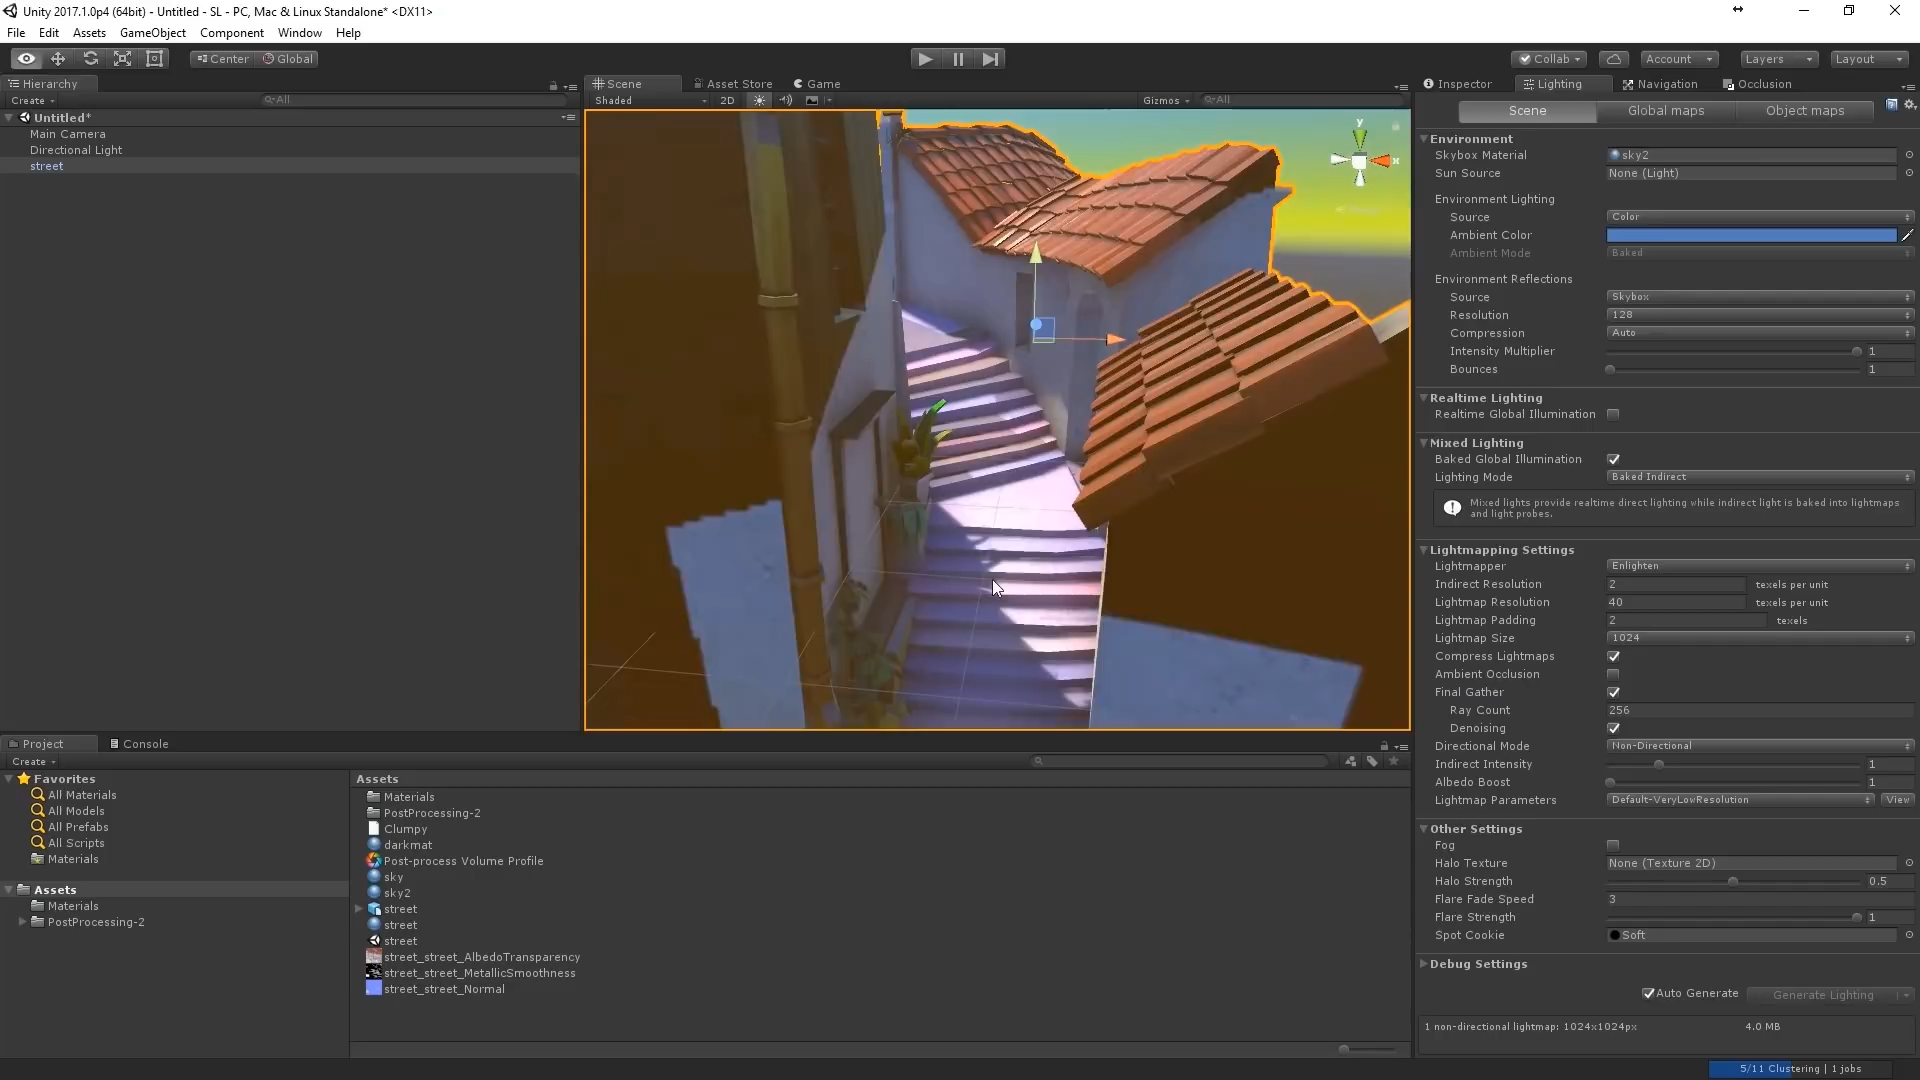 Unity 2017.1.0p4 (64bit) - Untitled - SL - PC, Mac & Linux Standalone* <DX11>
File Edit Assets GameObject Component Window Help
Center Global
Collab Account Layers Layout
Hierarchy
Create All
Untitled*
Main Camera
Directional Light
street
Scene Asset Store Game
Shaded 2D Gizmos All
y
x
Inspector Lighting Navigation Occlusion
Scene Global maps Object maps
Environment
Skybox Material sky2
Sun Source None (Light)
Environment Lighting
Source Color
Ambient Color
Ambient Mode Baked
Environment Reflections
Source Skybox
Resolution 128
Compression Auto
Intensity Multiplier 1
Bounces 1
Realtime Lighting
Realtime Global Illumination
Mixed Lighting
Baked Global Illumination
Lighting Mode Baked Indirect
Mixed lights provide realtime direct lighting while indirect light is baked into lightmaps
and light probes.
Lightmapping Settings
Lightmapper Enlighten
Indirect Resolution 2 texels per unit
Lightmap Resolution 40 texels per unit
Lightmap Padding 2 texels
Lightmap Size 1024
Compress Lightmaps
Ambient Occlusion
Final Gather
Ray Count 256
Denoising
Directional Mode Non-Directional
Indirect Intensity 1
Albedo Boost 1
Lightmap Parameters Default-VeryLowResolution View
Other Settings
Fog
Halo Texture None (Texture 2D)
Halo Strength 0.5
Flare Fade Speed 3
Flare Strength 1
Spot Cookie Soft
Debug Settings
Auto Generate Generate Lighting
1 non-directional lightmap: 1024x1024px 4.0 MB
5/11 Clustering | 1 jobs
Project Console
Create
Favorites
All Materials
All Models
All Prefabs
All Scripts
Materials
Assets
Materials
PostProcessing-2
Assets
Materials
PostProcessing-2
Clumpy
darkmat
Post-process Volume Profile
sky
sky2
street
street
street
street_street_AlbedoTransparency
street_street_MetallicSmoothness
street_street_Normal